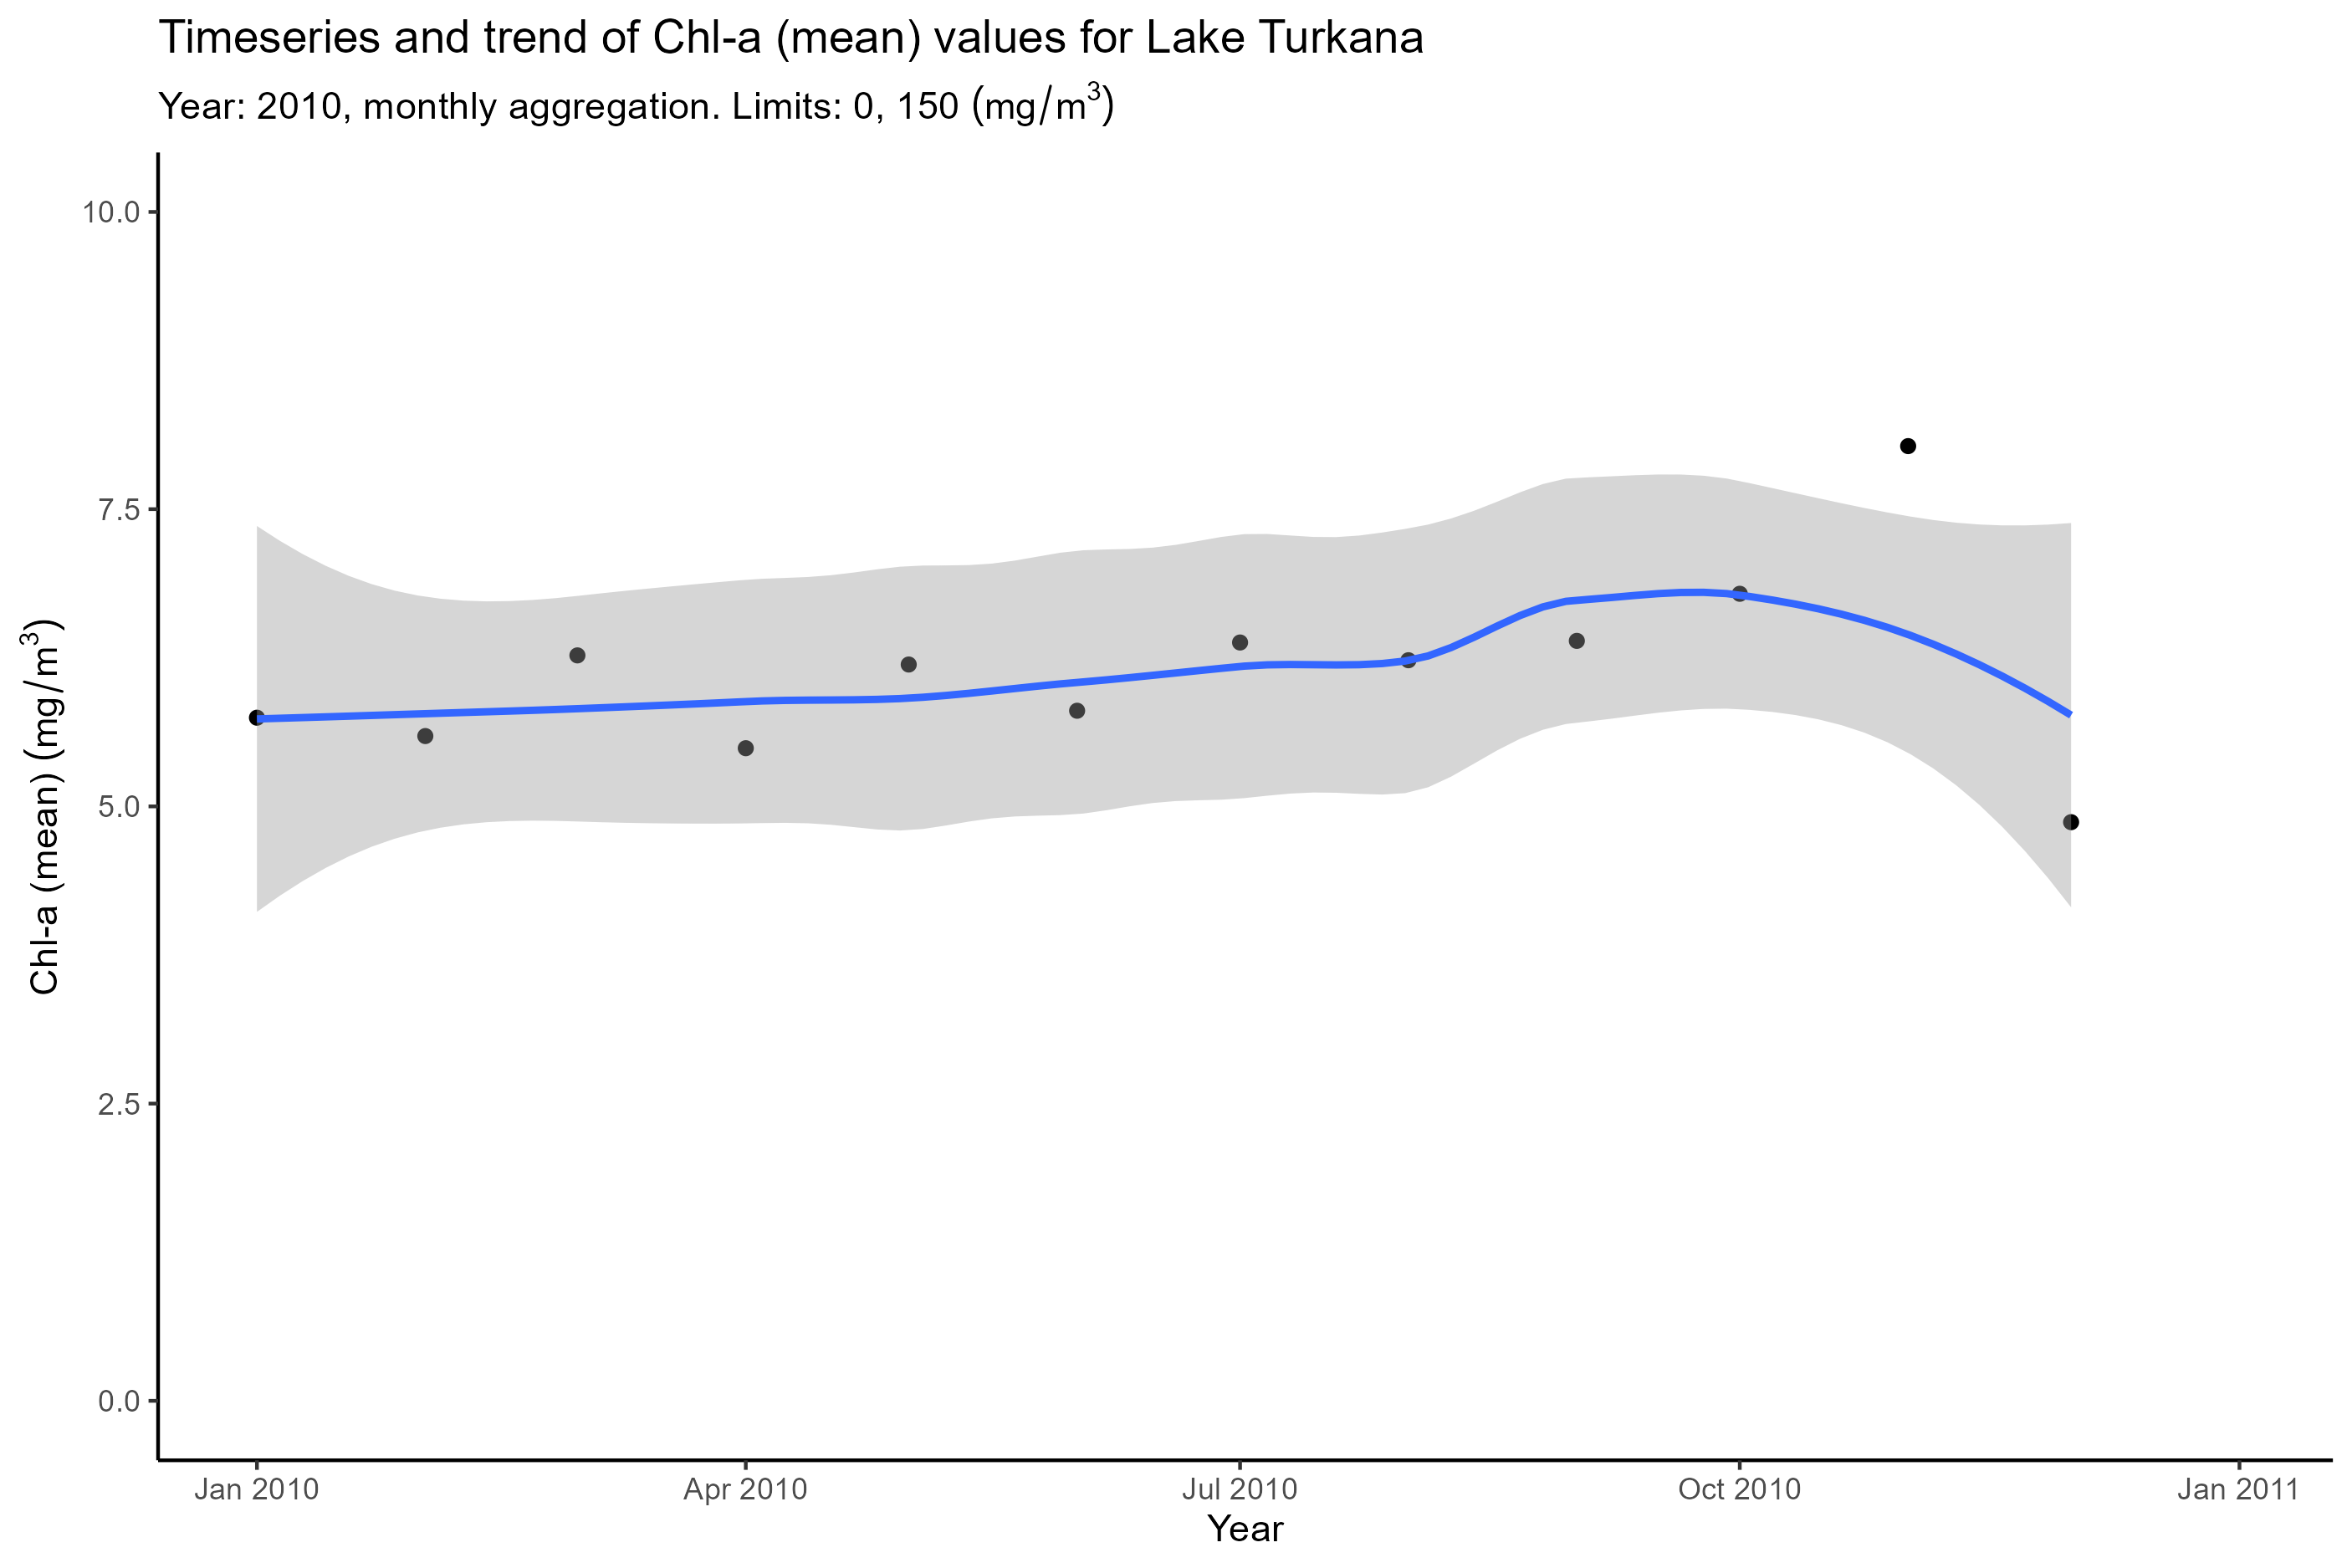 Timeseries and trend of Chl-a (mean) values for Lake Turkana
Year: 2010, monthly aggregation. Limits: 0, 150 (mg/m³)
Chl-a (mean) (mg/m³)
10.0
7.5
5.0
2.5
0.0
Jan 2010 Apr 2010 Jul 2010 Oct 2010 Jan 2011
Year